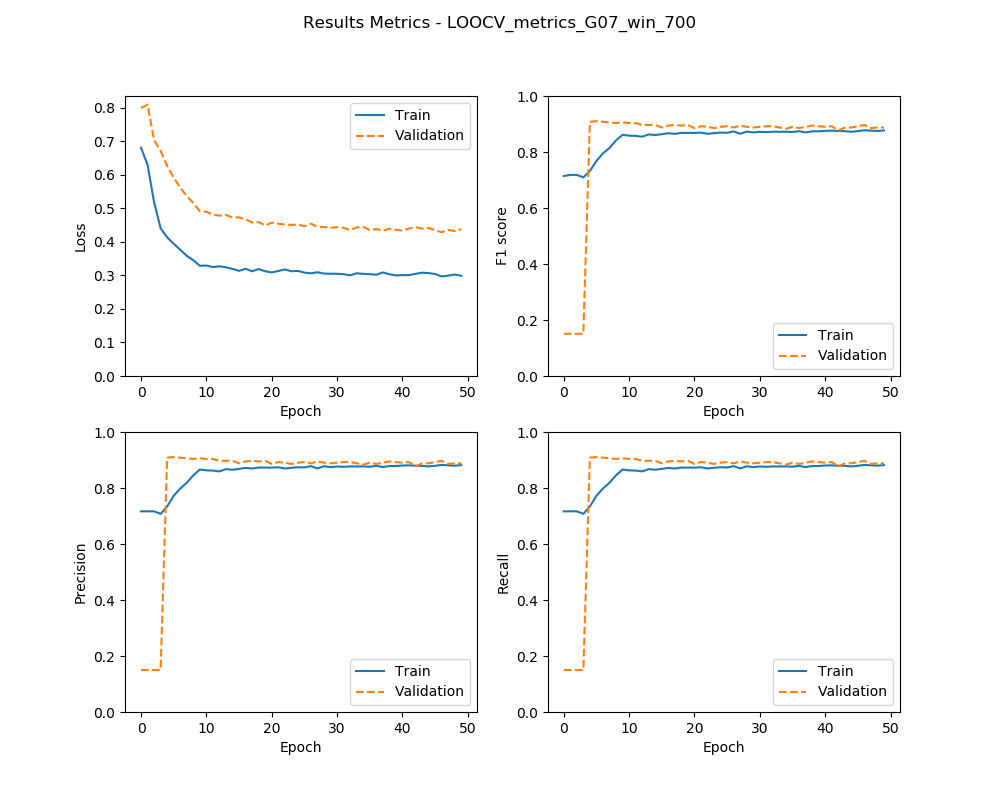 Results Metrics - LOOCV_metrics_G07_win_700
0.8
0.7
0.6
0.5
0.4
0.3
0.2
0.1
0.0
Loss
0 10 20 30 40 50
Epoch
Train
Validation
1.0
0.8
0.6
0.4
0.2
0.0
F1 score
0 10 20 30 40 50
Epoch
Train
Validation
1.0
0.8
0.6
0.4
0.2
0.0
Precision
0 10 20 30 40 50
Epoch
Train
Validation
1.0
0.8
0.6
0.4
0.2
0.0
Recall
0 10 20 30 40 50
Epoch
Train
Validation